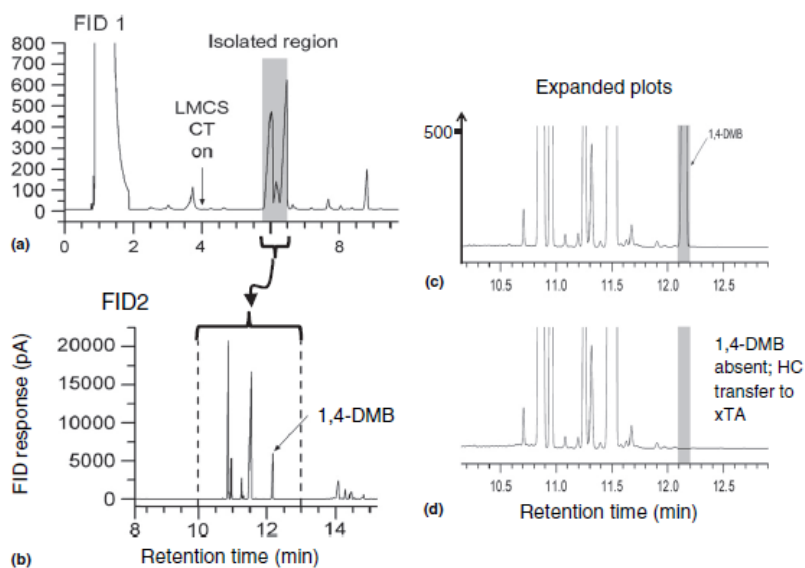 FID 1
Isolated region
800
700
600
500
400
300
200
100
0
LMCS
CT
on
(a)
0
2
4
6
8
FID2
FID response (pA)
20000
15000
10000
5000
0
1,4-DMB
8
10
12
14
(b)
Retention time (min)
Expanded plots
500
1,4-DMB
(c)
10.5
11.0
11.5
12.0
12.5
1,4-DMB
absent; HC
transfer to
xTA
10.5
11.0
11.5
12.0
12.5
(d)
Retention time (min)